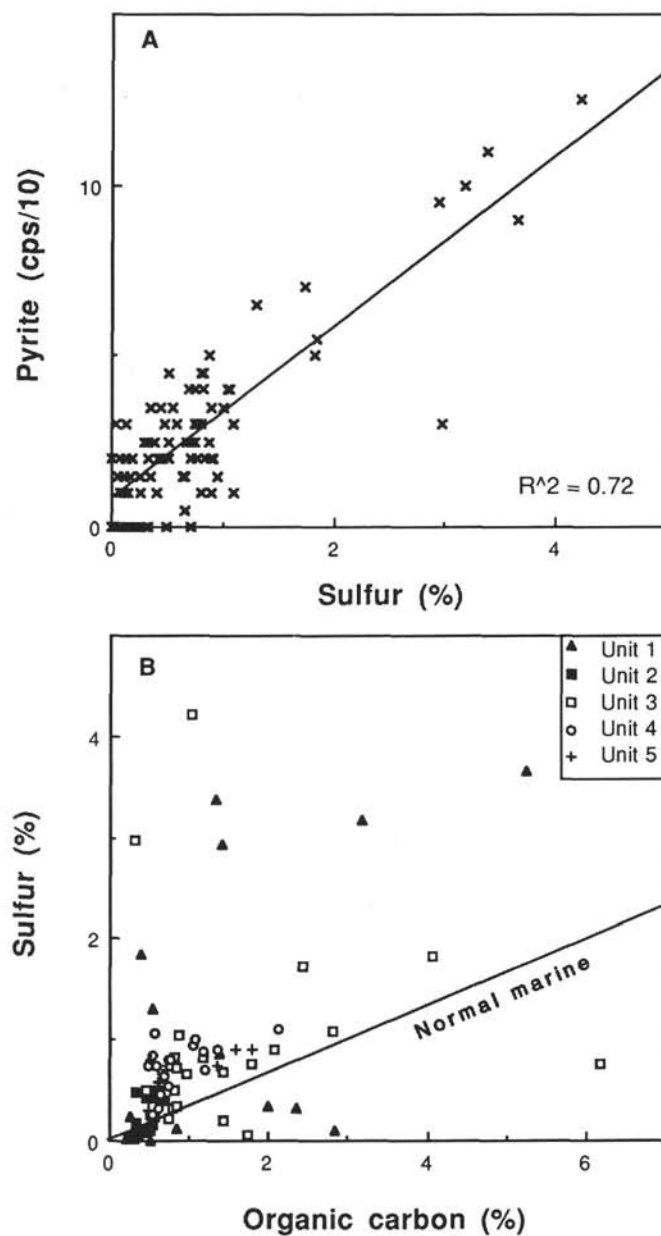 A
Pyrite (cps/10)
10
0
R^2 = 0.72
0
2
4
Sulfur (%)
B
Unit 1
Unit 2
Unit 3
Unit 4
Unit 5
Sulfur (%)
4
2
0
Normal marine
0
2
4
6
Organic carbon (%)